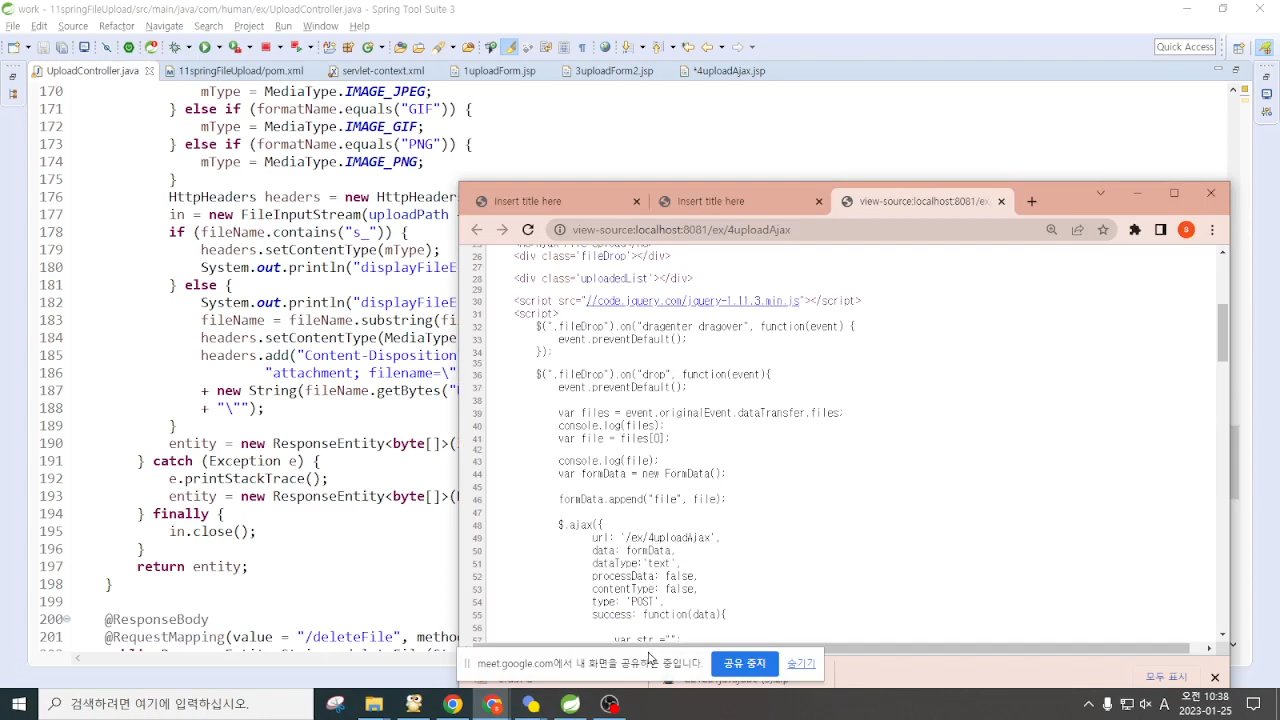 work - 11springFileUpload/src/main/java/com/human/ex/UploadController.java - Spring Tool Suite 3
File Edit Source Refactor Navigate Search Project Run Window Help
Quick Access
UploadController.java 11springFileUpload/pom.xml servlet-context.xml 1uploadForm.jsp 3uploadForm2.jsp *4uploadAjax.jsp
170 mType = MediaType.IMAGE_JPEG;
171 } else if (formatName.equals("GIF")) {
172 mType = MediaType.IMAGE_GIF;
173 } else if (formatName.equals("PNG")) {
174 mType = MediaType.IMAGE_PNG;
175 }
176 HttpHeaders headers = new HttpHeaders
177 in = new FileInputStream(uploadPath
178 if (fileName.contains("s_")) {
179 headers.setContentType(mType);
180 System.out.println("displayFileE
181 } else {
182 System.out.println("displayFileE
183 fileName = fileName.substring(fi
184 headers.setContentType(MediaType
185 headers.add("Content-Disposition
186 "attachment; filename=\"
187 + new String(fileName.getBytes("
188 + "\"");
189 }
190 entity = new ResponseEntity<byte[]>(
191 } catch (Exception e) {
192 e.printStackTrace();
193 entity = new ResponseEntity<byte[]>(
194 } finally {
195 in.close();
196 }
197 return entity;
198 }
199
200 @ResponseBody
201 @RequestMapping(value = "/deleteFile", metho
Insert title here Insert title here view-source:localhost:8081/ex/
view-source:localhost:8081/ex/4uploadAjax
26 <div class='fileDrop'></div>
27
28 <div class='uploadedList'></div>
29
30 <script src="//code.jquery.com/jquery-1.11.3.min.js"></script>
31 <script>
32 $(".fileDrop").on("dragenter dragover", function(event) {
33 event.preventDefault();
34 });
35
36 $(".fileDrop").on("drop", function(event){
37 event.preventDefault();
38
39 var files = event.originalEvent.dataTransfer.files;
40 console.log(files);
41 var file = files[0];
42
43 console.log(file);
44 var formData = new FormData();
45
46 formData.append("file", file);
47
48 $.ajax({
49 url: '/ex/4uploadAjax',
50 data: formData,
51 dataType:'text',
52 processData: false,
53 contentType: false,
54 type: 'POST',
55 success: function(data){
56
57 var str ="";
meet.google.com에서 내 화면을 공유하는 중입니다. 공유 중지 숨기기
모두 표시
검색하려면 여기에 입력하십시오.
A 오전 10:38
2023-01-25